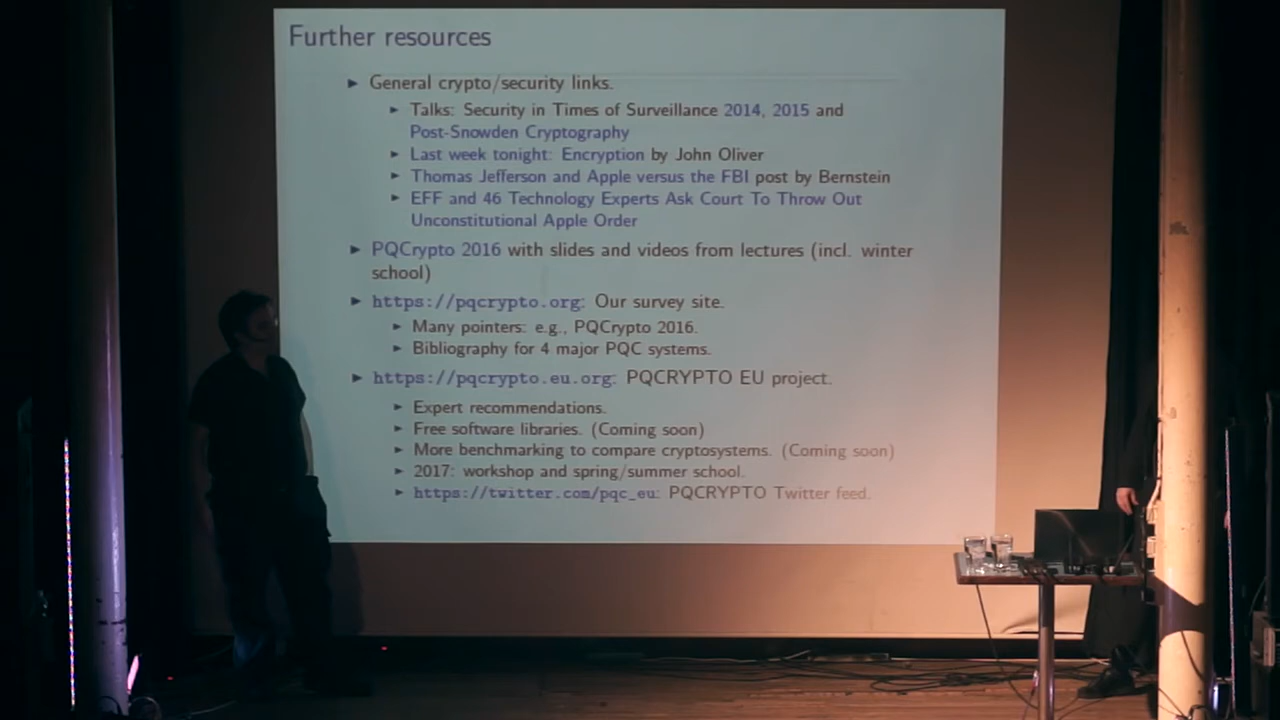 Further resources
General crypto/security links.
Talks: Security in Times of Surveillance 2014, 2015 and
Post-Snowden Cryptography
Last week tonight: Encryption by John Oliver
Thomas Jefferson and Apple versus the FBI post by Bernstein
EFF and 46 Technology Experts Ask Court To Throw Out
Unconstitutional Apple Order
PQCrypto 2016 with slides and videos from lectures (incl. winter
school)
https://pqcrypto.org: Our survey site.
Many pointers: e.g., PQCrypto 2016.
Bibliography for 4 major PQC systems.
https://pqcrypto.eu.org: PQCRYPTO EU project.
Expert recommendations.
Free software libraries. (Coming soon)
More benchmarking to compare cryptosystems. (Coming soon)
2017: workshop and spring/summer school.
https://twitter.com/pqc_eu: PQCRYPTO Twitter feed.